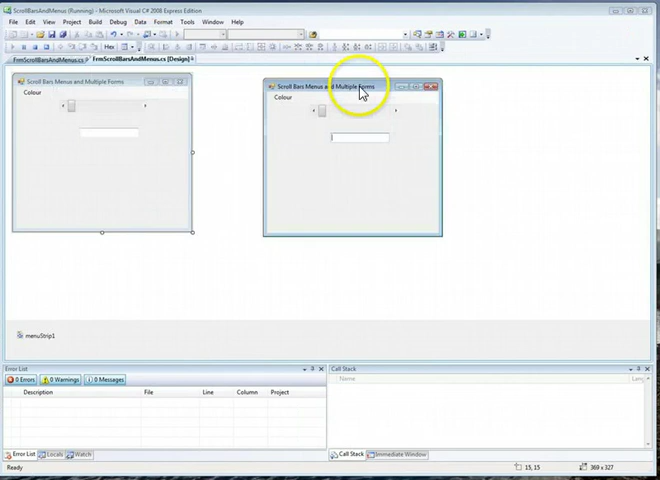 ScrollBarsAndMenus (Running) - Microsoft Visual C# 2008 Express Edition
File Edit View Project Build Debug Data Format Tools Window Help
Hex
FrmScrollBarsAndMenus.cs FrmScrollBarsAndMenus.cs [Design]
Scroll Bars Menus and Multiple Forms
Colour
Scroll Bars Menus and Multiple Forms
Colour
menuStrip1
Error List
0 Errors 0 Warnings 0 Messages
Description File Line Column Project
Call Stack
Name Lang
Error List Locals Watch
Call Stack Immediate Window
Ready 15, 15 369 x 327